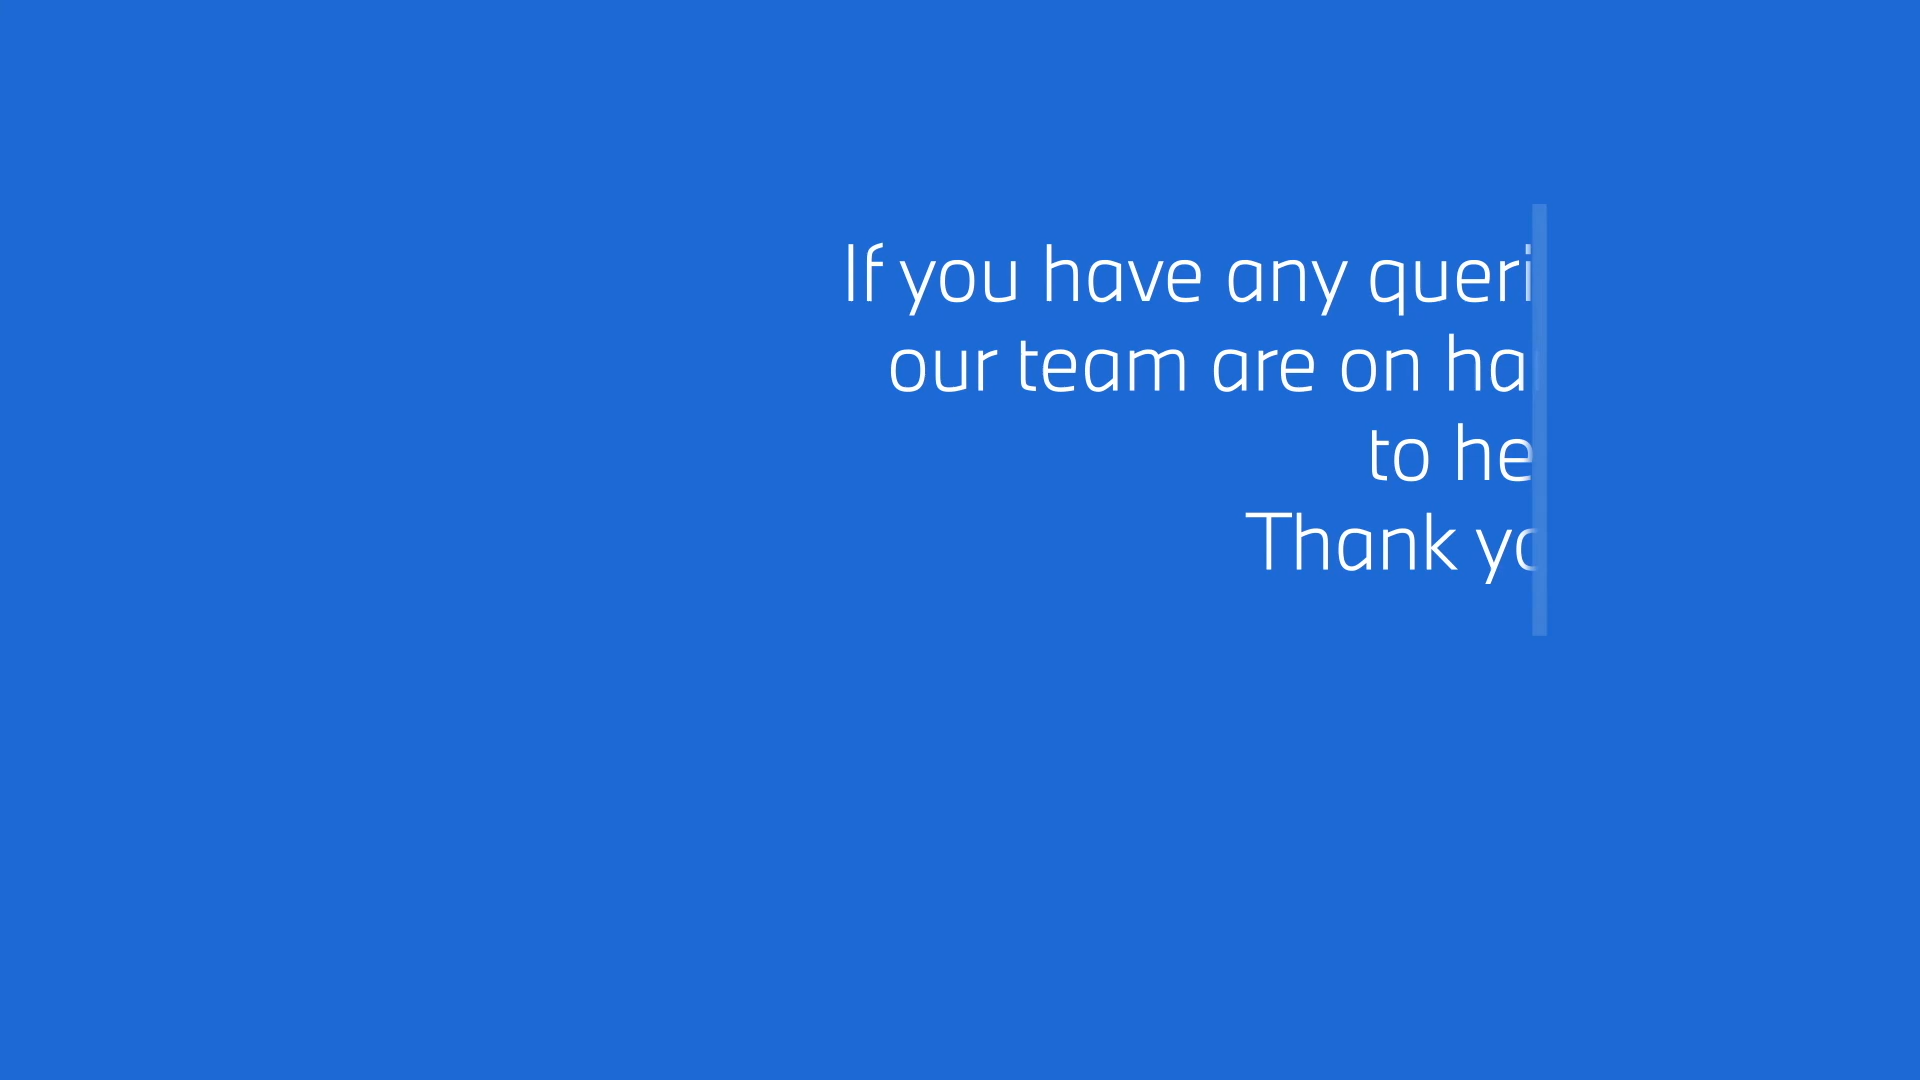 If you have any queri
our team are on ha
to he
Thank yo